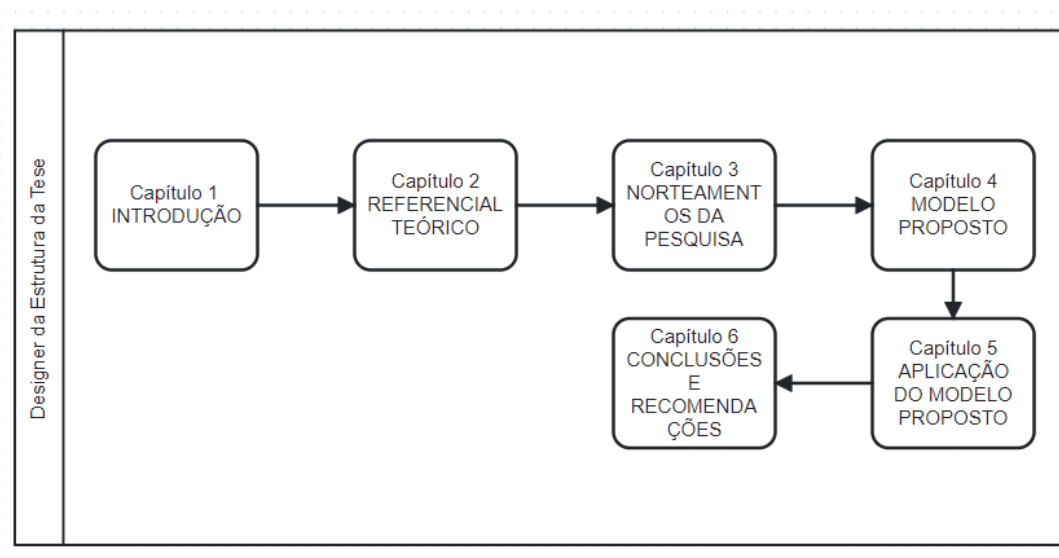 Designer da Estrutura da Tese
Capítulo 1
INTRODUÇÃO
Capítulo 2
REFERENCIAL
TEÓRICO
Capítulo 3
NORTEAMENT
OS DA
PESQUISA
Capítulo 4
MODELO
PROPOSTO
Capítulo 5
APLICAÇÃO
DO MODELO
PROPOSTO
Capítulo 6
CONCLUSÕES
E
RECOMENDA
ÇÕES